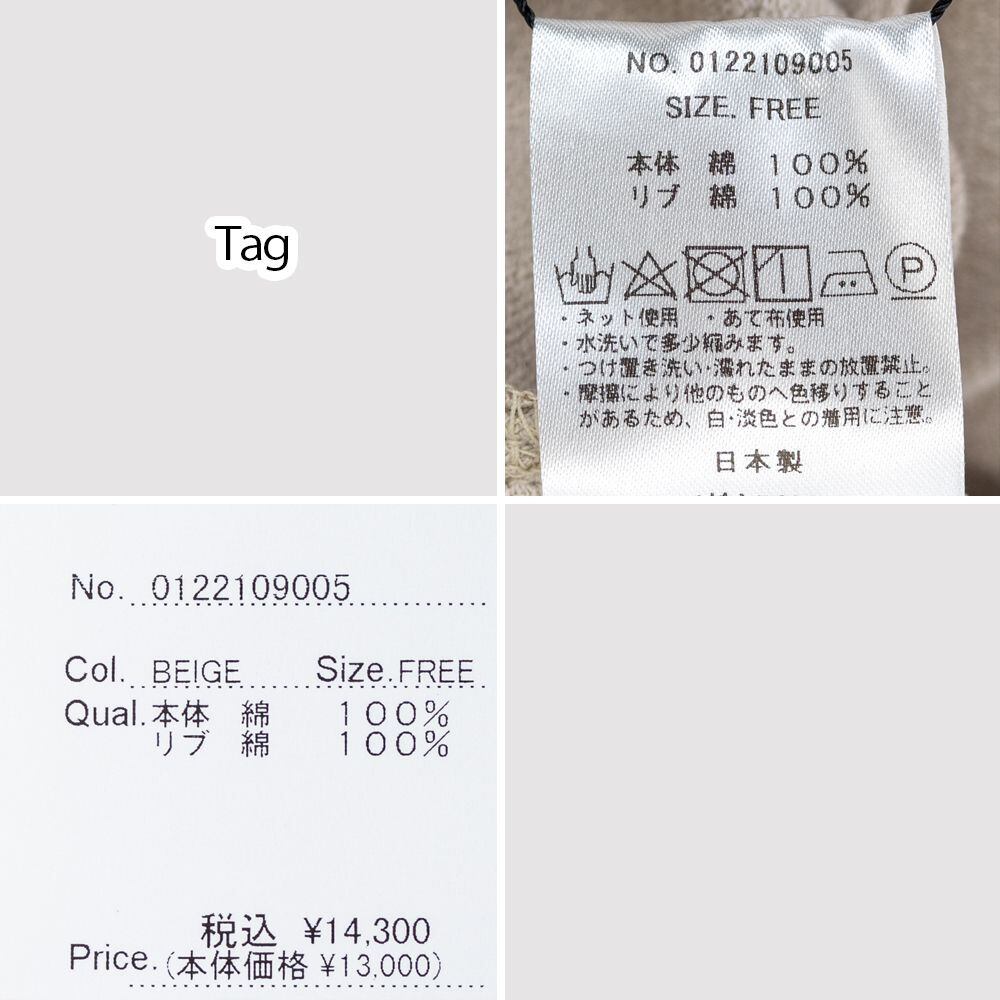 Tag
NO. 0122109005
SIZE. FREE
本体 綿 100%
リブ 綿 100%
P
・ネット使用 ・あて布使用
・水洗いで多少縮みます。
・つけ置き洗い・濡れたままの放置禁止。
・摩擦により他のものへ色移りすること
があるため、白・淡色との着用に注意。
日本製
No. 0122109005
Col. BEIGE Size. FREE
Qual. 本体 綿 100%
リブ 綿 100%
税込 ¥14,300
Price. (本体価格 ¥13,000)